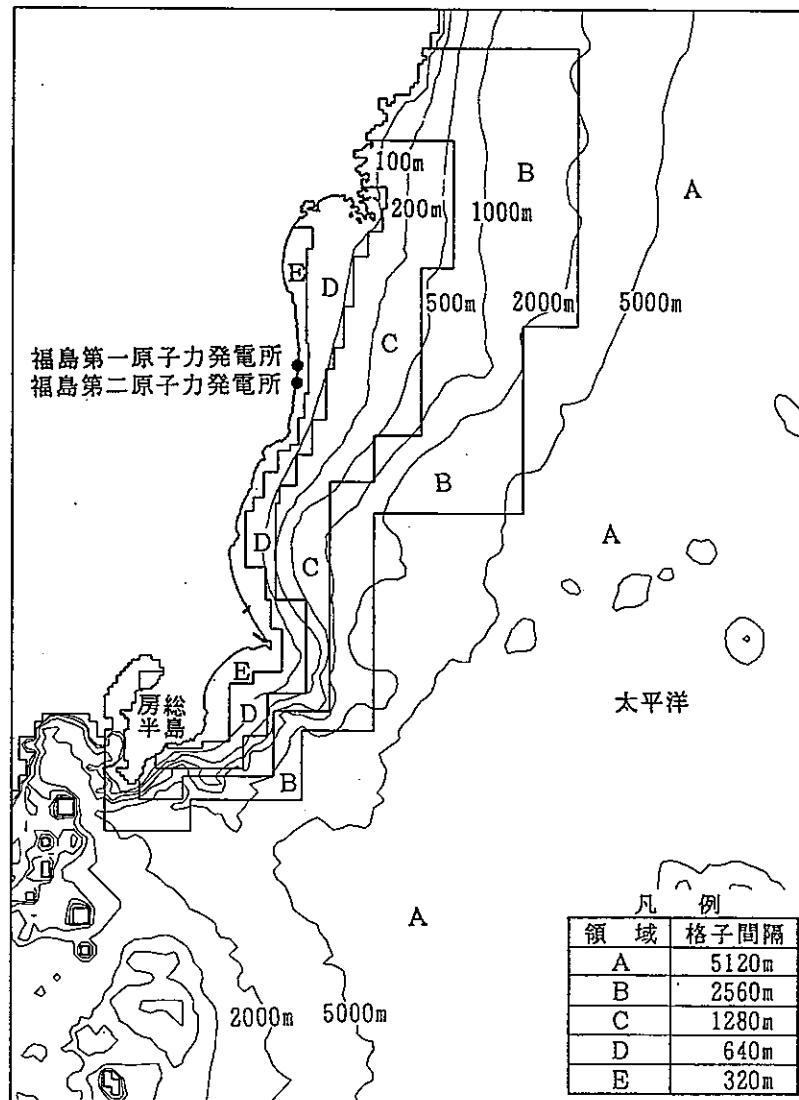 100m
B
A
200m
1000m
E
D
500m
2000m
5000m
福島第一原子力発電所
C
福島第二原子力発電所
B
A
D
C
E
房総
半島
太平洋
D
B
A
2000m
5000m
凡 例
領 域 格子間隔
A 5120m
B 2560m
C 1280m
D 640m
E 320m